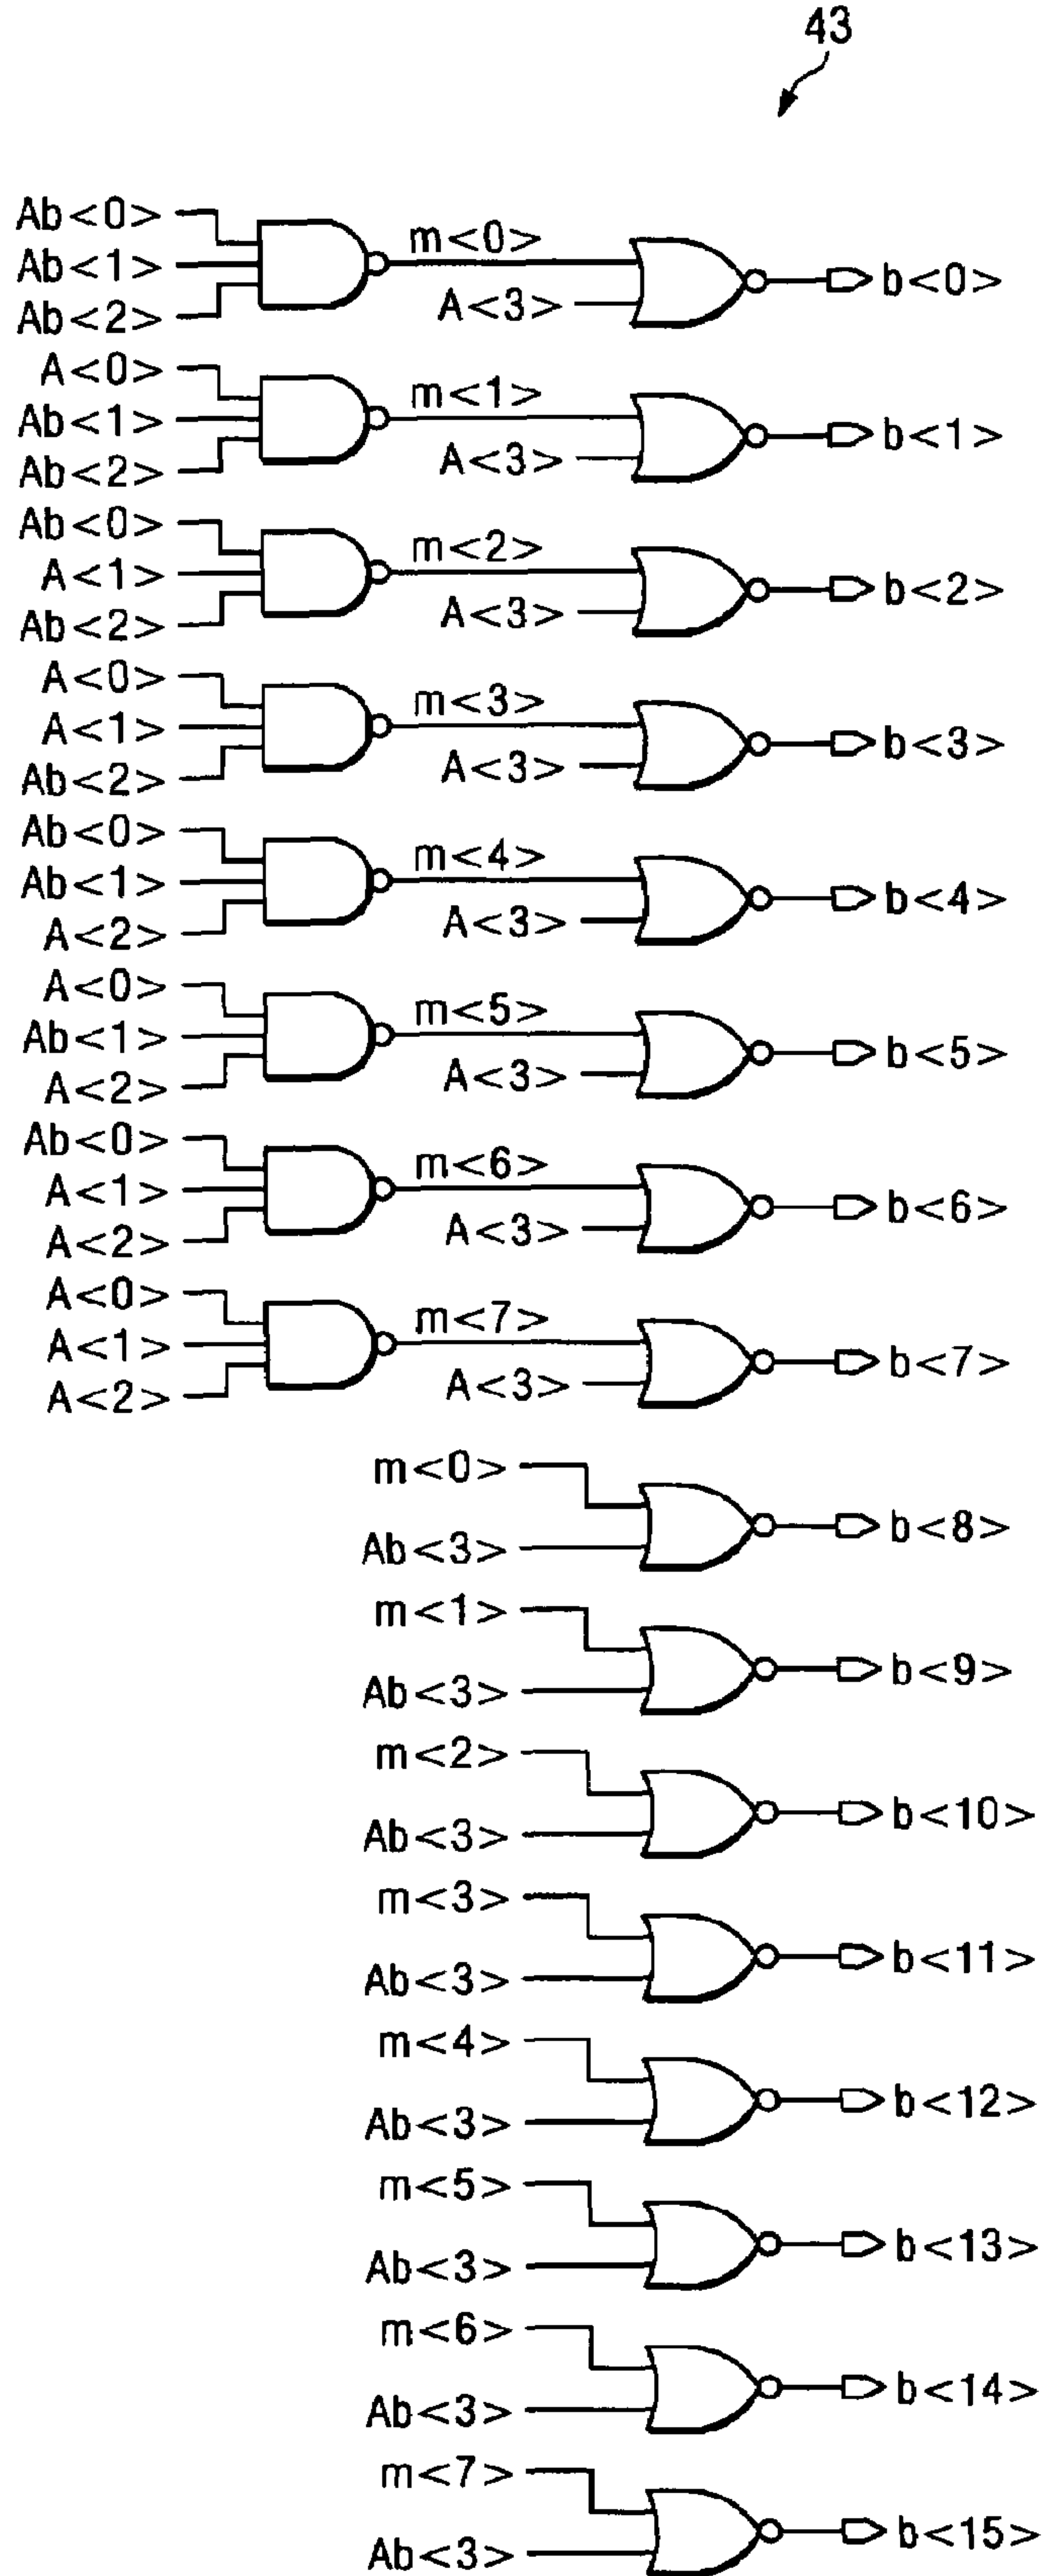 43
Ab<0>
Ab<1>
Ab<2>
m<0>
A<3>
b<0>
A<0>
Ab<1>
Ab<2>
m<1>
A<3>
b<1>
Ab<0>
A<1>
Ab<2>
m<2>
A<3>
b<2>
A<0>
A<1>
Ab<2>
m<3>
A<3>
b<3>
Ab<0>
Ab<1>
A<2>
m<4>
A<3>
b<4>
A<0>
Ab<1>
A<2>
m<5>
A<3>
b<5>
Ab<0>
A<1>
A<2>
m<6>
A<3>
b<6>
A<0>
A<1>
A<2>
m<7>
A<3>
b<7>
m<0>
Ab<3>
b<8>
m<1>
Ab<3>
b<9>
m<2>
Ab<3>
b<10>
m<3>
Ab<3>
b<11>
m<4>
Ab<3>
b<12>
m<5>
Ab<3>
b<13>
m<6>
Ab<3>
b<14>
m<7>
Ab<3>
b<15>